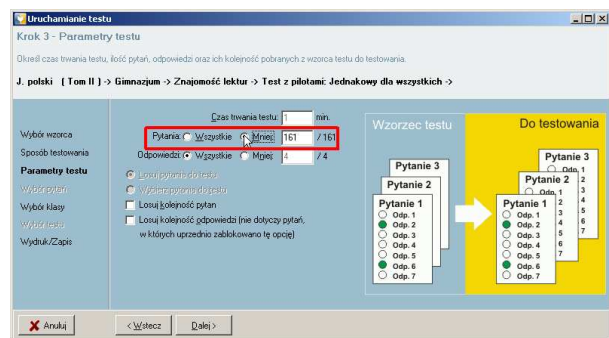 Uruchamianie testu
Krok 3 - Parametry testu
Określ czas trwania testu, ilość pytań, odpowiedzi oraz ich kolejność pobranych z wzorca testu do testowania.
J. polski [ Tom II ] -> Gimnazjum -> Znajomość lektur -> Test z pilotami: Jednakowy dla wszystkich ->
Wybór wzorca
Sposób testowania
Parametry testu
Wybór pytań
Wybór klasy
Wybór testu
Wydruk/Zapis
Czas trwania testu: 1 min.
Pytania: Wszystkie Mniej: 161 / 161
Odpowiedzi: Wszystkie Mniej: 4 / 4
Losuj pytania do testu
Wybierz pytania do testu
Losuj kolejność pytań
Losuj kolejność odpowiedzi (nie dotyczy pytań,
w których uprzednio zablokowano tę opcję)
Wzorzec testu
Pytanie 3
Pytanie 2
Pytanie 1
Odp. 1
Odp. 2
Odp. 3
Odp. 4
Odp. 5
Odp. 6
Odp. 7
Do testowania
Pytanie 3
Odp. 1
Pytanie 2
Odp. 1
Pytanie 1
Odp. 1
Odp. 2
Odp. 3
Odp. 4
Odp. 5
Odp. 6
Odp. 7
Anuluj
< Wstecz
Dalej >